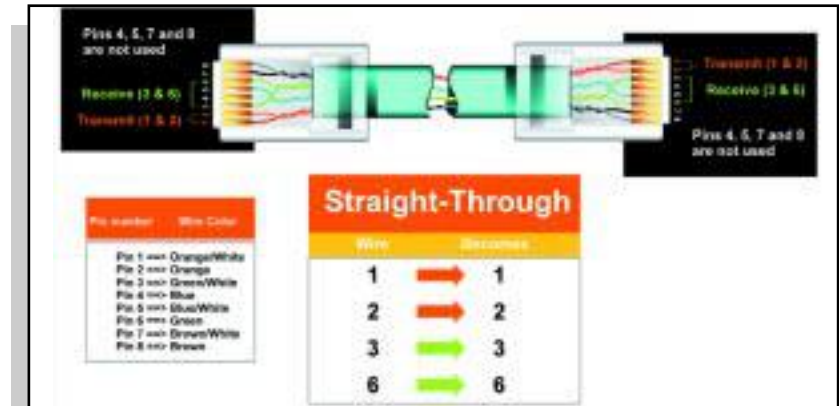 Pins 4, 5, 7 and 8
are not used
Receive (3 & 6)
Transmit (1 & 2)
Transmit (1 & 2)
Receive (3 & 6)
Pins 4, 5, 7 and 8
are not used
Pin number Wire Color
Pin 1 ==> Orange/White
Pin 2 ==> Orange
Pin 3 ==> Green/White
Pin 4 ==> Blue
Pin 5 ==> Blue/White
Pin 6 ==> Green
Pin 7 ==> Brown/White
Pin 8 ==> Brown
Straight-Through
Wire Becomes
1 1
2 2
3 3
6 6